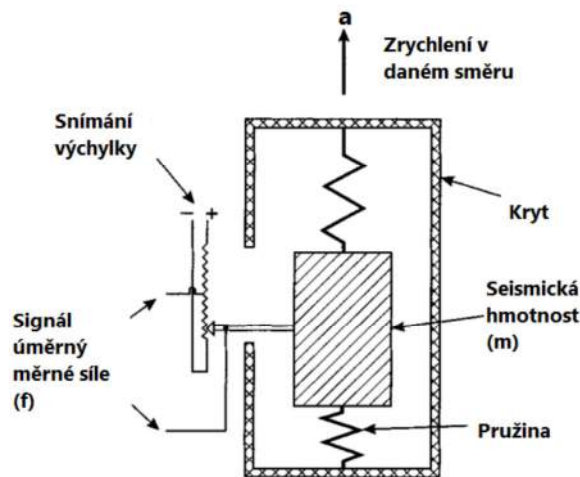 a
Zrychlení v
daném směru
Snímání
výchylky
– +
Kryt
Seismická
hmotnost
(m)
Signál
úměrný
měrné síle
(f)
Pružina